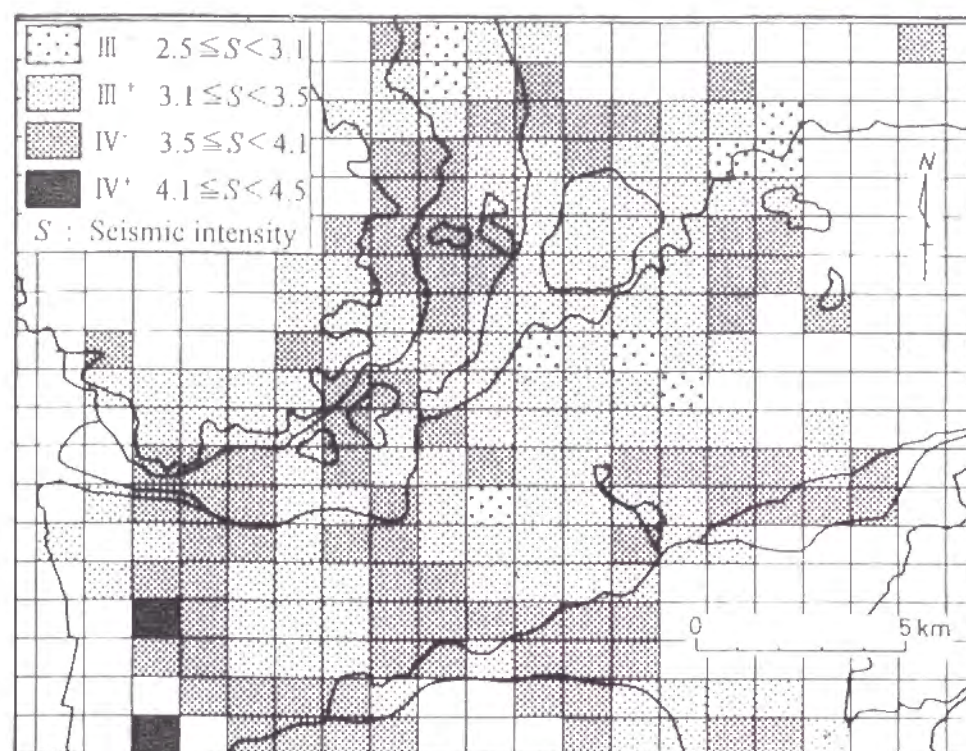 III 2.5≦S<3.1
III⁺ 3.1≦S<3.5
IV⁻ 3.5≦S<4.1
IV⁺ 4.1≦S<4.5
S : Seismic intensity
N
0 5 km